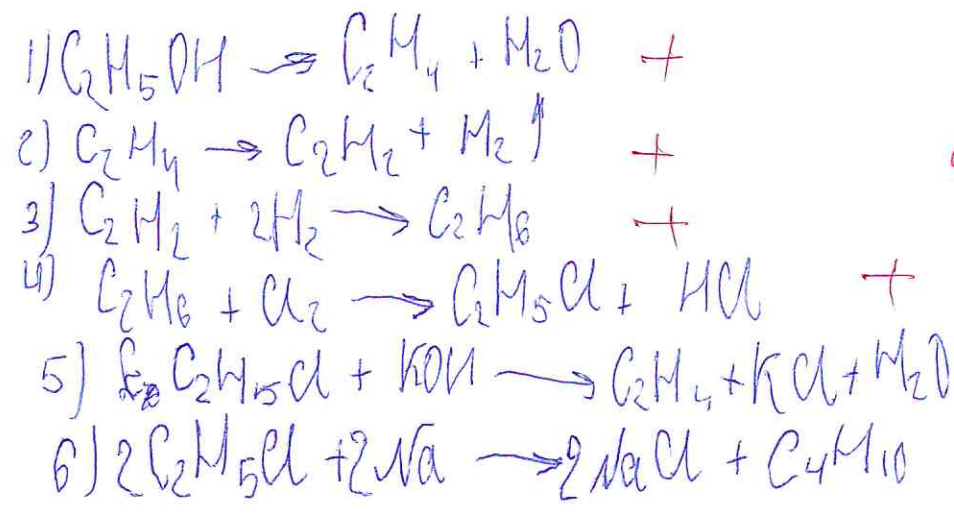 1) C₂H₅OH → C₂H₄ + H₂O +
2) C₂H₄ → C₂H₂ + H₂↑ +
3) C₂H₂ + 2H₂ → C₂H₆ +
4) C₂H₆ + Cl₂ → C₂H₅Cl + HCl +
5) C₂H₅Cl + KOH → C₂H₄ + KCl + H₂O
6) 2C₂H₅Cl + 2Na → 2NaCl + C₄H₁₀